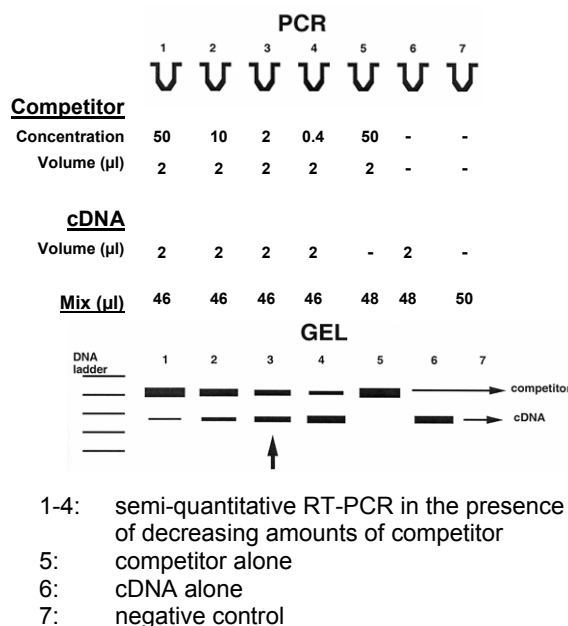 PCR
1 2 3 4 5 6 7
Competitor
Concentration 50 10 2 0.4 50 - -
Volume (µl) 2 2 2 2 2 - -
cDNA
Volume (µl) 2 2 2 2 - 2 -
Mix (µl) 46 46 46 46 48 48 50
GEL
DNA
ladder 1 2 3 4 5 6 7
competitor
cDNA
1-4: semi-quantitative RT-PCR in the presence
of decreasing amounts of competitor
5: competitor alone
6: cDNA alone
7: negative control